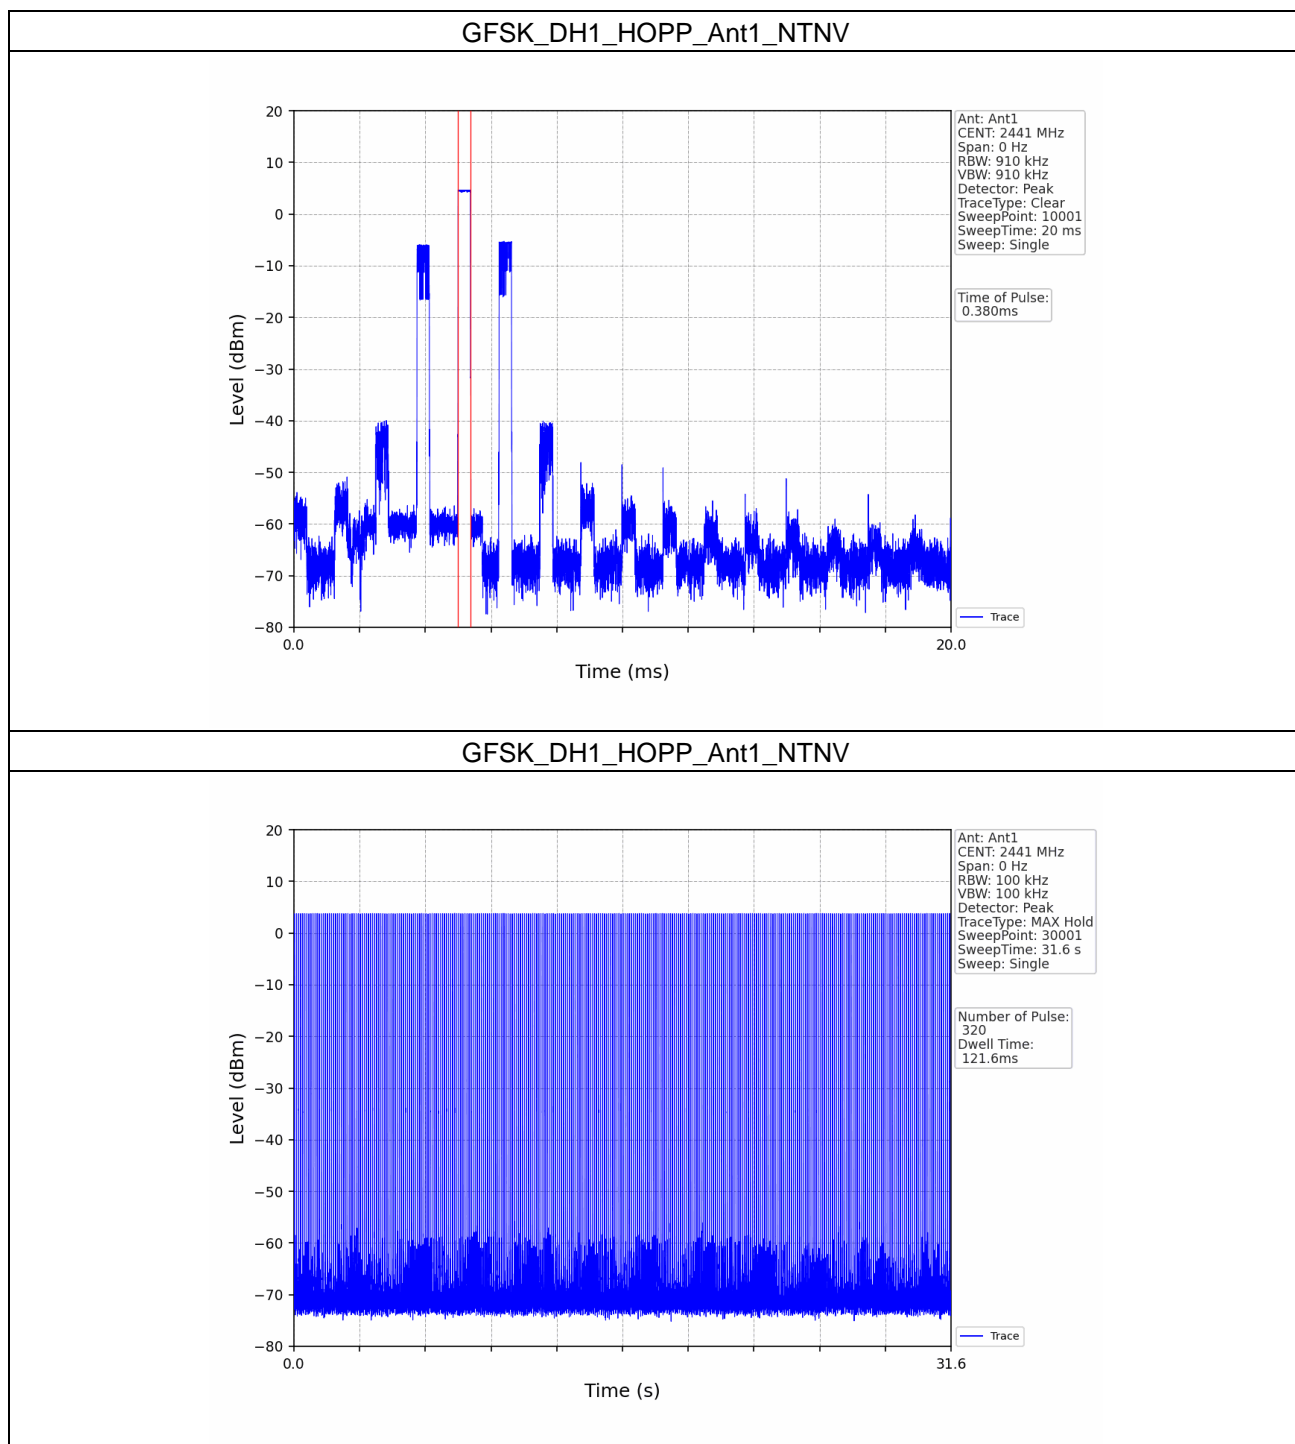 GFSK_DH1_HOPP_Ant1_NTNV
20
10
0
−10
−20
−30
−40
−50
−60
−70
−80
Level (dBm)
0.0
20.0
Time (ms)
Ant: Ant1
CENT: 2441 MHz
Span: 0 Hz
RBW: 910 kHz
VBW: 910 kHz
Detector: Peak
TraceType: Clear
SweepPoint: 10001
SweepTime: 20 ms
Sweep: Single
Time of Pulse:
0.380ms
Trace
GFSK_DH1_HOPP_Ant1_NTNV
20
10
0
−10
−20
−30
−40
−50
−60
−70
−80
Level (dBm)
0.0
31.6
Time (s)
Ant: Ant1
CENT: 2441 MHz
Span: 0 Hz
RBW: 100 kHz
VBW: 100 kHz
Detector: Peak
TraceType: MAX Hold
SweepPoint: 30001
SweepTime: 31.6 s
Sweep: Single
Number of Pulse:
320
Dwell Time:
121.6ms
Trace